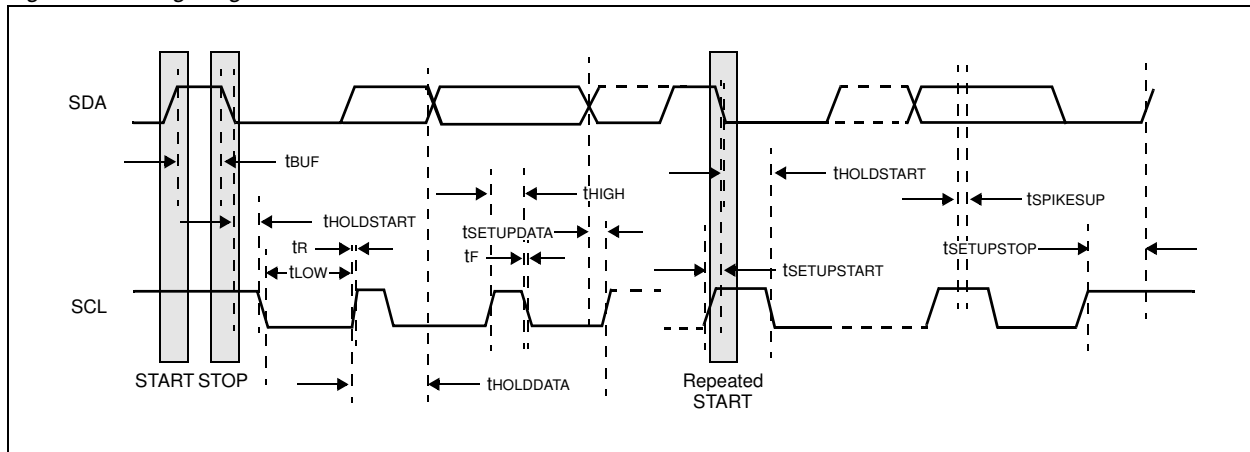 SDA
tBUF
tHOLDSTART
tHIGH
tHOLDSTART
tSPIKESUP
tR
tSETUPDATA
tLOW
tF
tSETUPSTART
tSETUPSTOP
SCL
START STOP
tHOLDDATA
Repeated
START